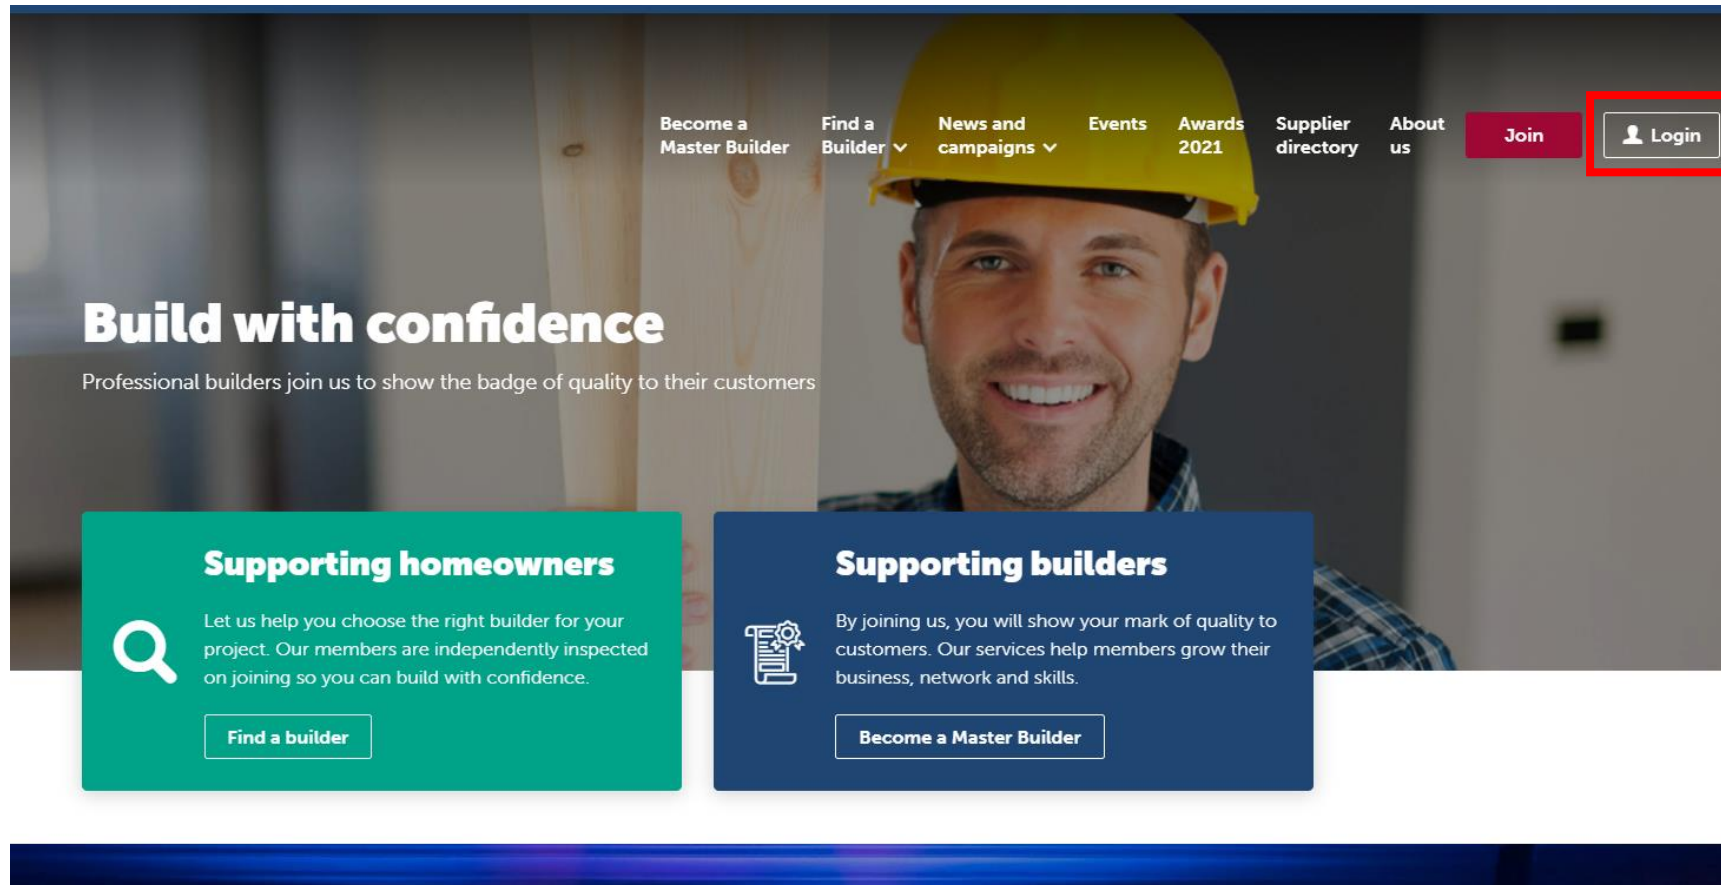 Become a
Master Builder
Find a
Builder
News and
campaigns
Events
Awards
2021
Supplier
directory
About
us
Join
Login
Build with confidence
Professional builders join us to show the badge of quality to their customers
Supporting homeowners
Let us help you choose the right builder for your
project. Our members are independently inspected
on joining so you can build with confidence.
Find a builder
Supporting builders
By joining us, you will show your mark of quality to
customers. Our services help members grow their
business, network and skills.
Become a Master Builder